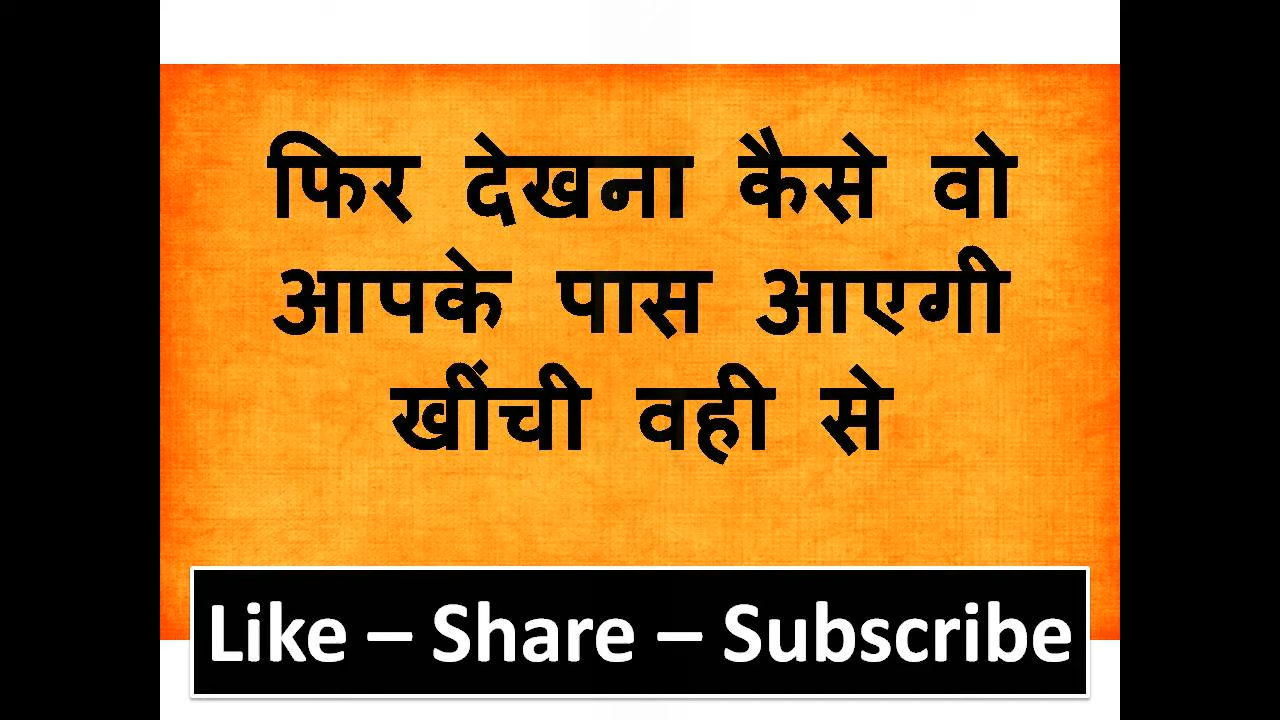 फिर देखना कैसे वो
आपके पास आएगी
खींची वही से
Like – Share – Subscribe